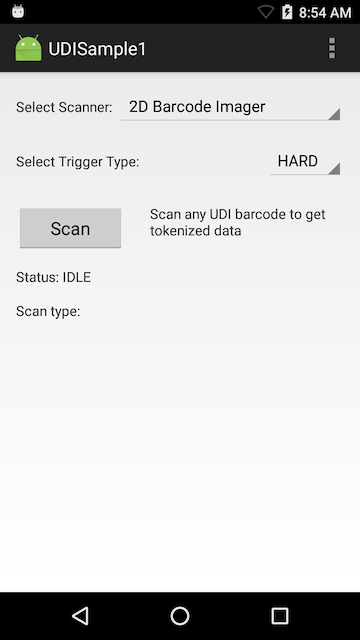 8:54 AM
UDISample1
Select Scanner: 2D Barcode Imager
Select Trigger Type: HARD
Scan
Scan any UDI barcode to get
tokenized data
Status: IDLE
Scan type: